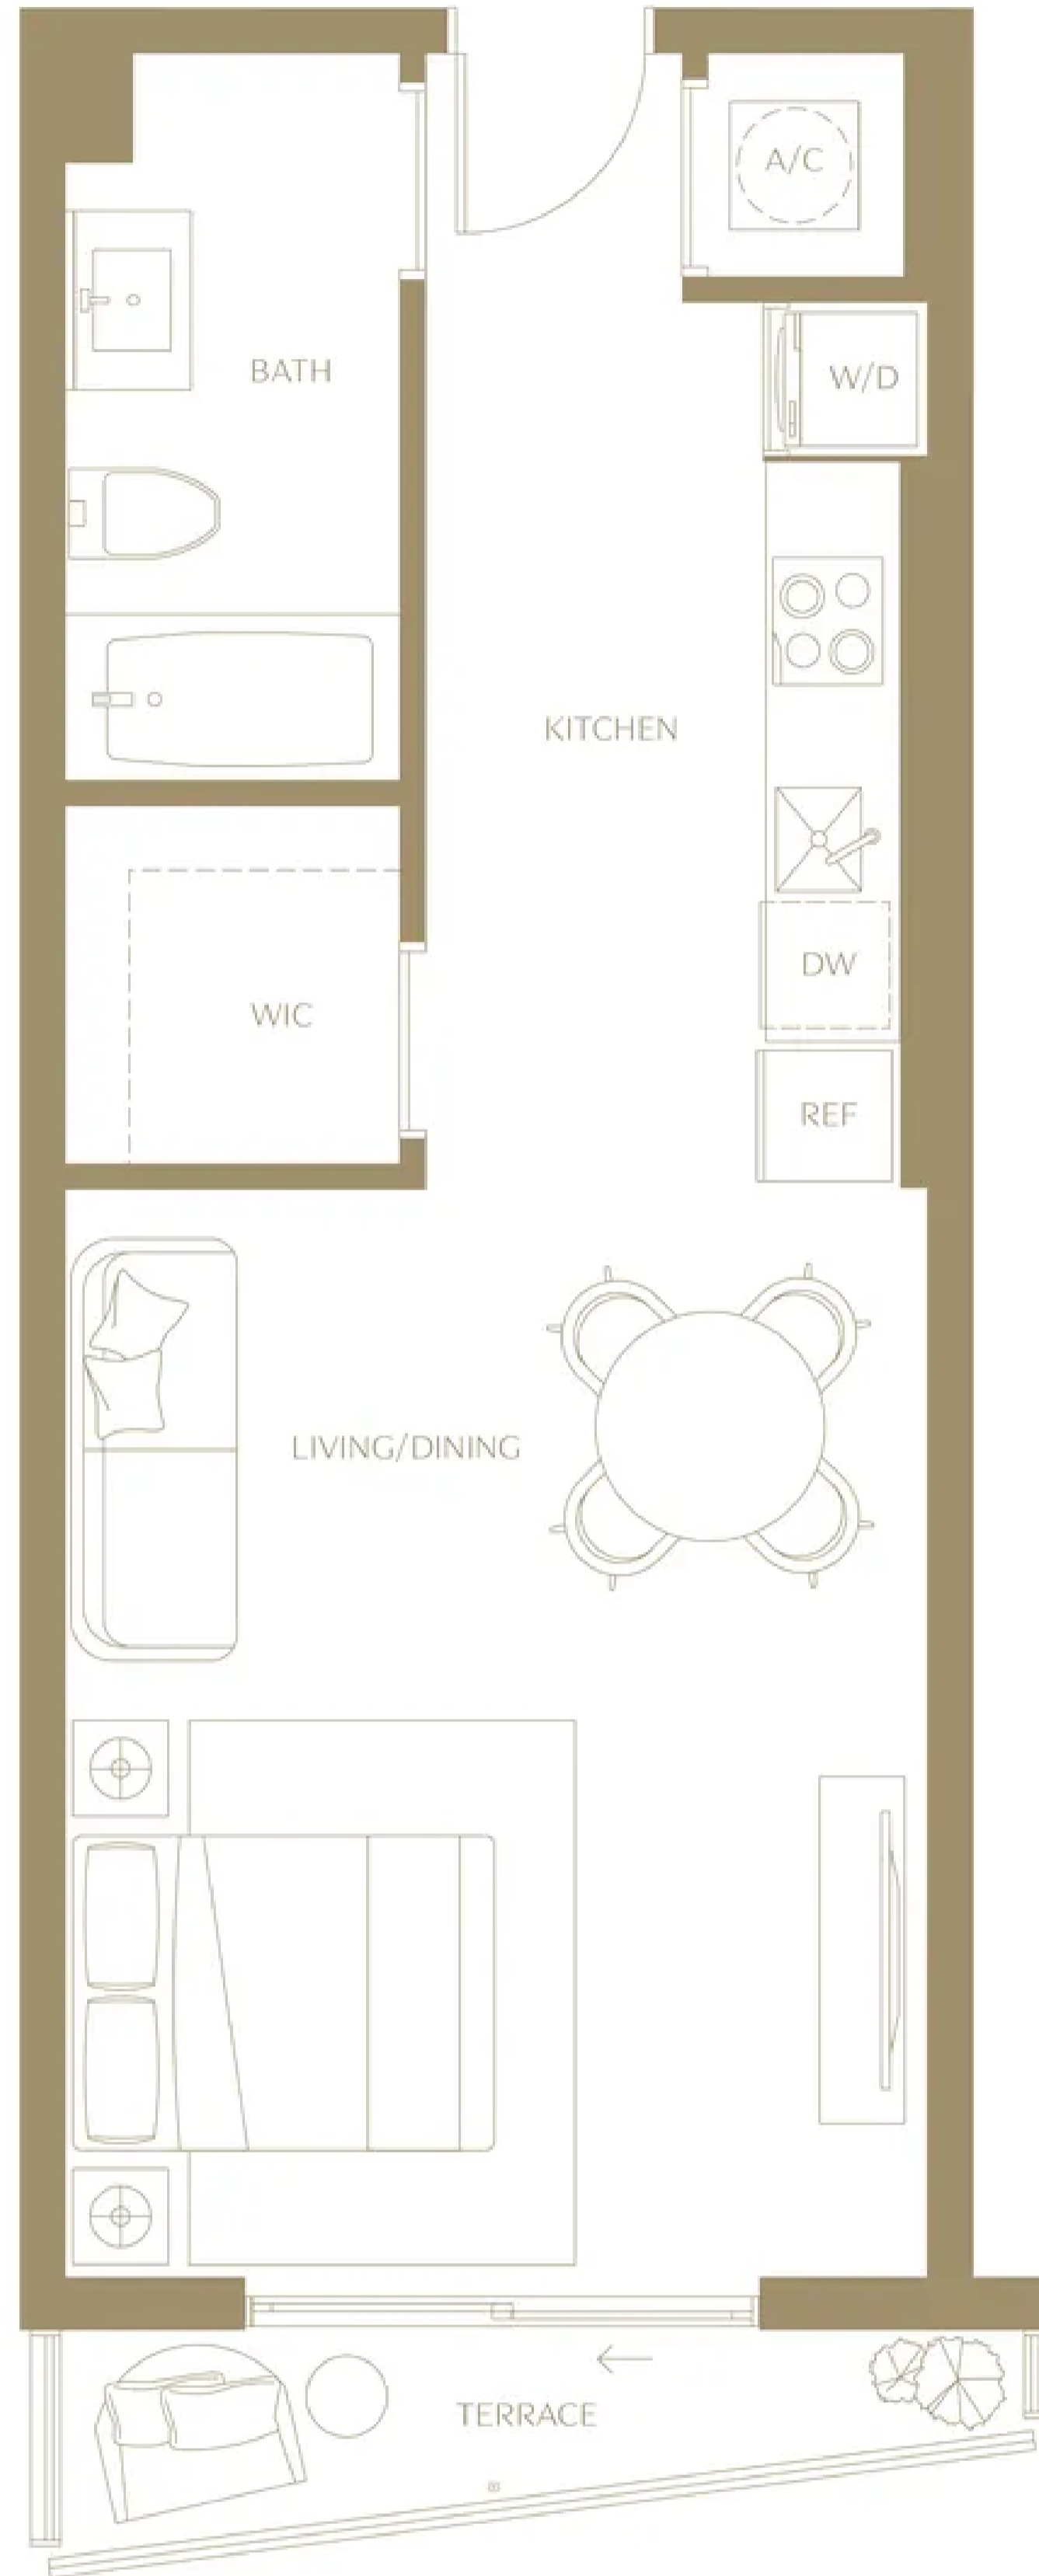 A/C
BATH
W/D
KITCHEN
DW
WIC
REF
LIVING/DINING
TERRACE